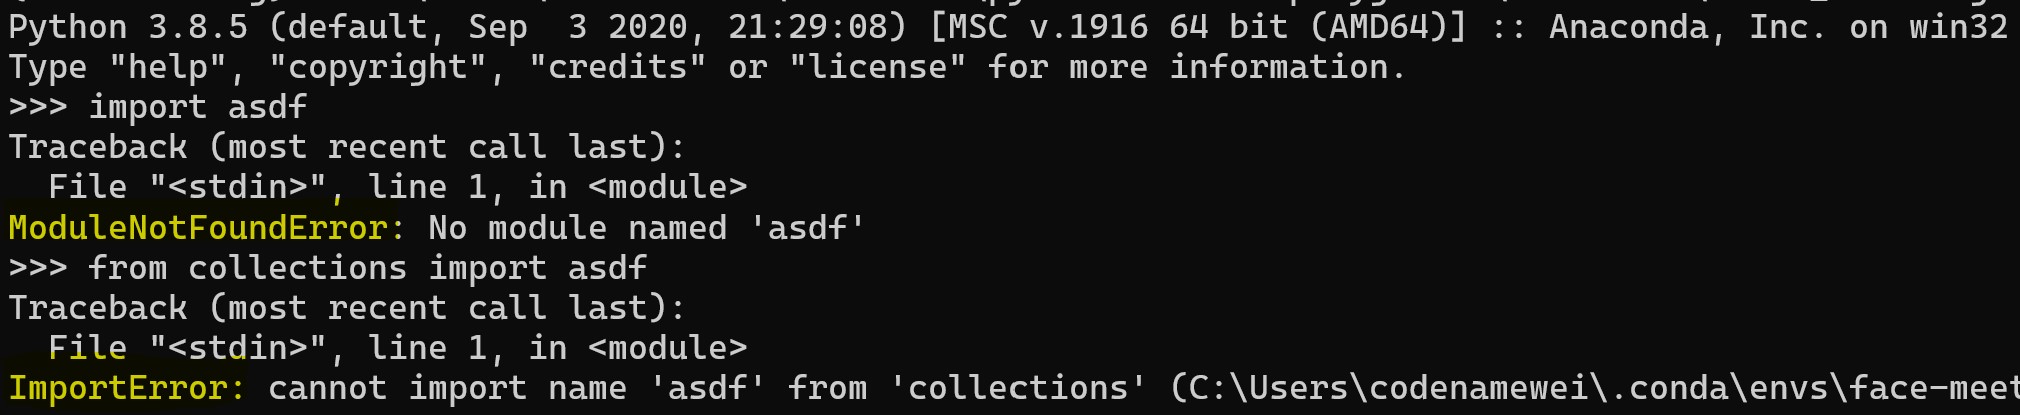 Python 3.8.5 (default, Sep  3 2020, 21:29:08) [MSC v.1916 64 bit (AMD64)] :: Anaconda, Inc. on win32
Type "help", "copyright", "credits" or "license" for more information.
>>> import asdf
Traceback (most recent call last):
  File "<stdin>", line 1, in <module>
ModuleNotFoundError: No module named 'asdf'
>>> from collections import asdf
Traceback (most recent call last):
  File "<stdin>", line 1, in <module>
ImportError: cannot import name 'asdf' from 'collections' (C:\Users\codenamewei\.conda\envs\face-meet